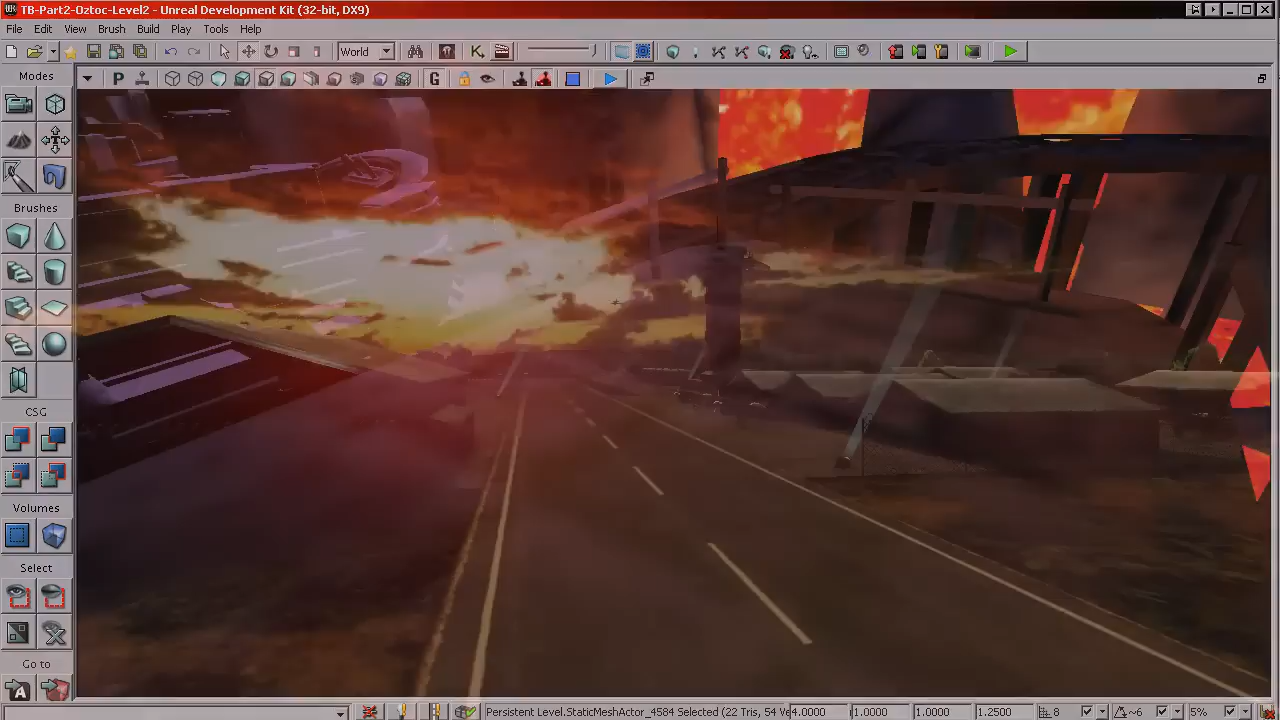 TB-Part2-Oztoc-Level2 - Unreal Development Kit (32-bit, DX9)
File Edit View Brush Build Play Tools Help
World
Modes
P
G
Brushes
CSG
Volumes
Select
Go to
Persistent Level.StaticMeshActor_4584 Selected (22 Tris, 54 Ve
4.0000
1.0000
1.0000
1.2500
8
~6
5%